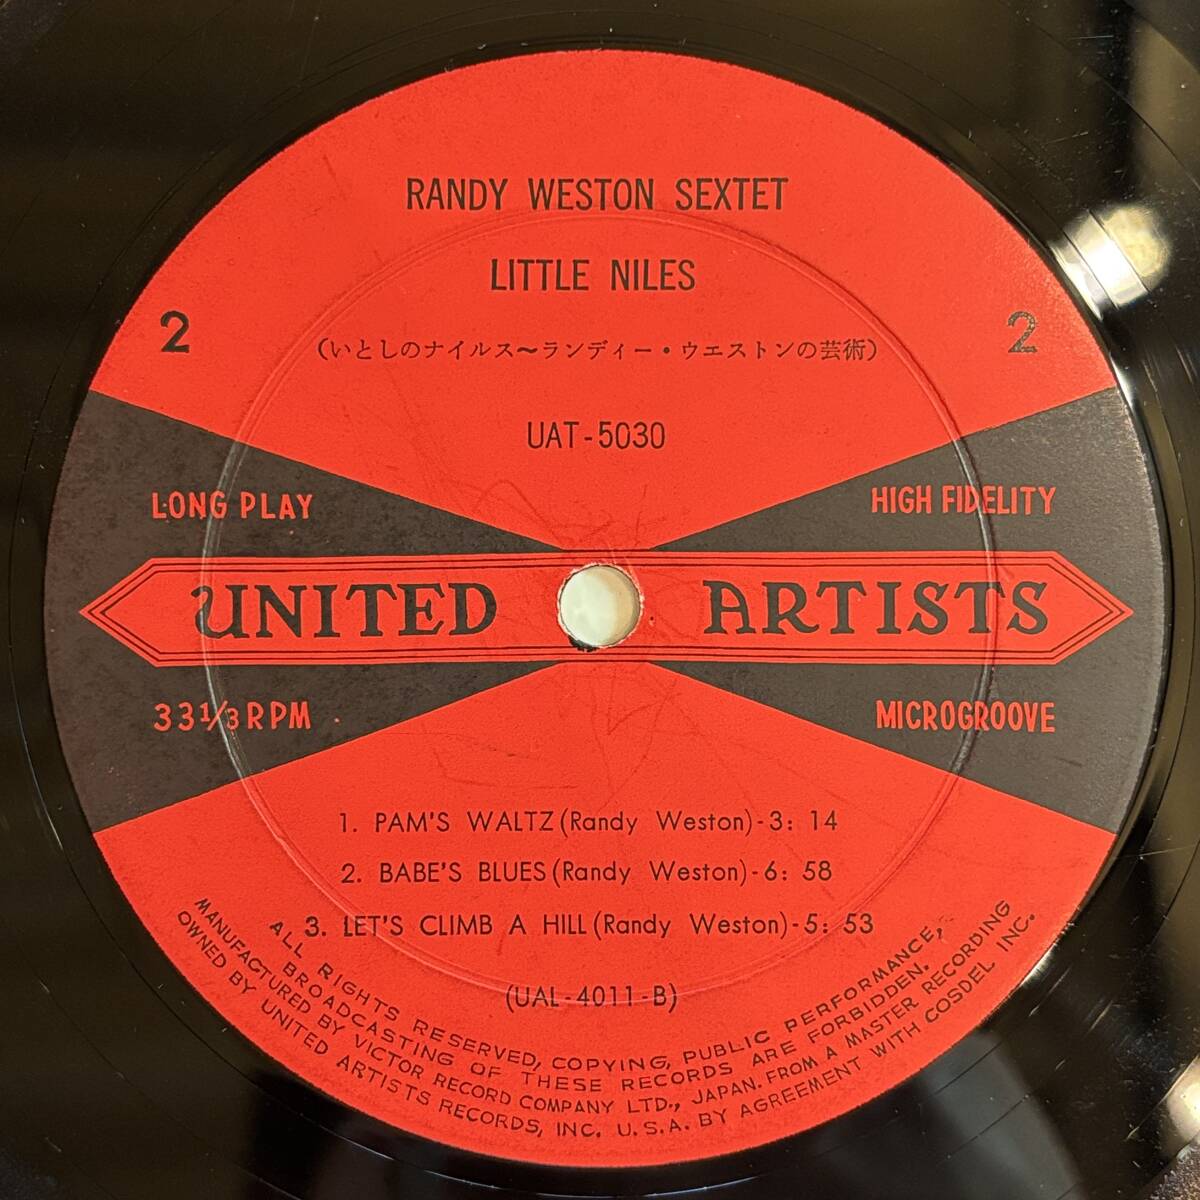 RANDY WESTON SEXTET
LITTLE NILES
2
2
(いとしのナイルス～ランディー・ウエストンの芸術)
UAT-5030
LONG PLAY
HIGH FIDELITY
UNITED ARTISTS
33 1/3 RPM
MICROGROOVE
1. PAM'S WALTZ (Randy Weston)-3: 14
2. BABE'S BLUES (Randy Weston)-6: 58
3. LET'S CLIMB A HILL (Randy Weston)-5: 53
(UAL-4011-B)
ALL RIGHTS RESERVED, COPYING, PUBLIC PERFORMANCE,
BROADCASTING OF THESE RECORDS ARE FORBIDDEN.
MANUFACTURED BY VICTOR RECORD COMPANY LTD., JAPAN. FROM A MASTER RECORDING
OWNED BY UNITED ARTISTS RECORDS, INC. U.S.A. BY AGREEMENT WITH COSDEL INC.